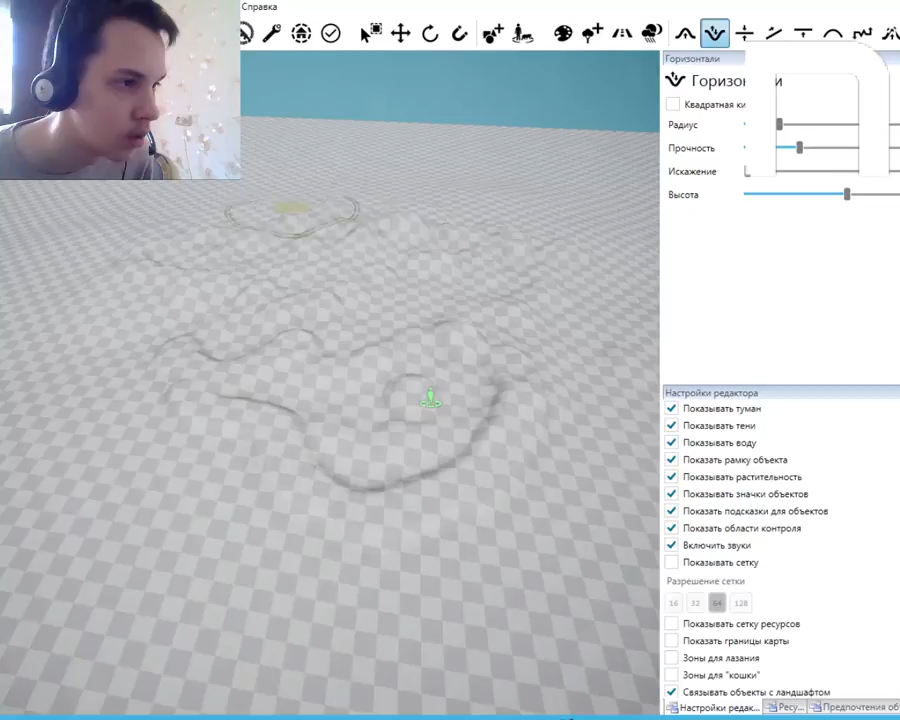 Справка
Горизонтали
Горизон и
Квадратная ки
Радиус
Прочность
Искажение
Высота
Настройки редактора
Показывать туман
Показывать тени
Показывать воду
Показать рамку объекта
Показывать растительность
Показывать значки объектов
Показать подсказки для объектов
Показать области контроля
Включить звуки
Показывать сетку
Разрешение сетки
16 32 64 128
Показывать сетку ресурсов
Показать границы карты
Зоны для лазания
Зоны для "кошки"
Связывать объекты с ландшафтом
Настройки редак... Ресу... Предпочтения об